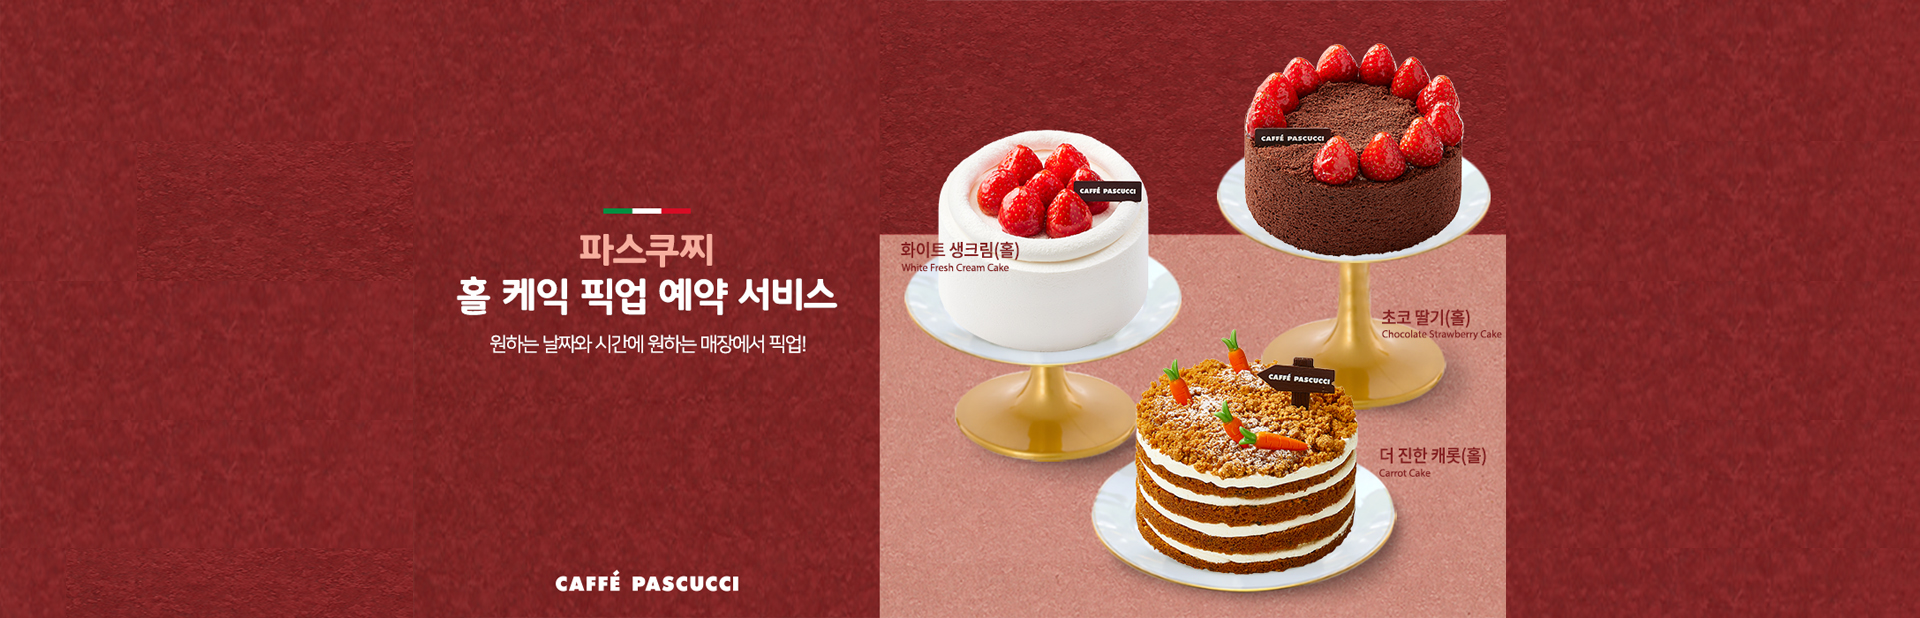 파스쿠찌
홀 케익 픽업 예약 서비스
원하는 날짜와 시간에 원하는 매장에서 픽업!
CAFFÉ PASCUCCI
CAFFÉ PASCUCCI
화이트 생크림(홀)
White Fresh Cream Cake
CAFFÉ PASCUCCI
초코 딸기(홀)
Chocolate Strawberry Cake
CAFFÉ PASCUCCI
더 진한 캐롯(홀)
Carrot Cake